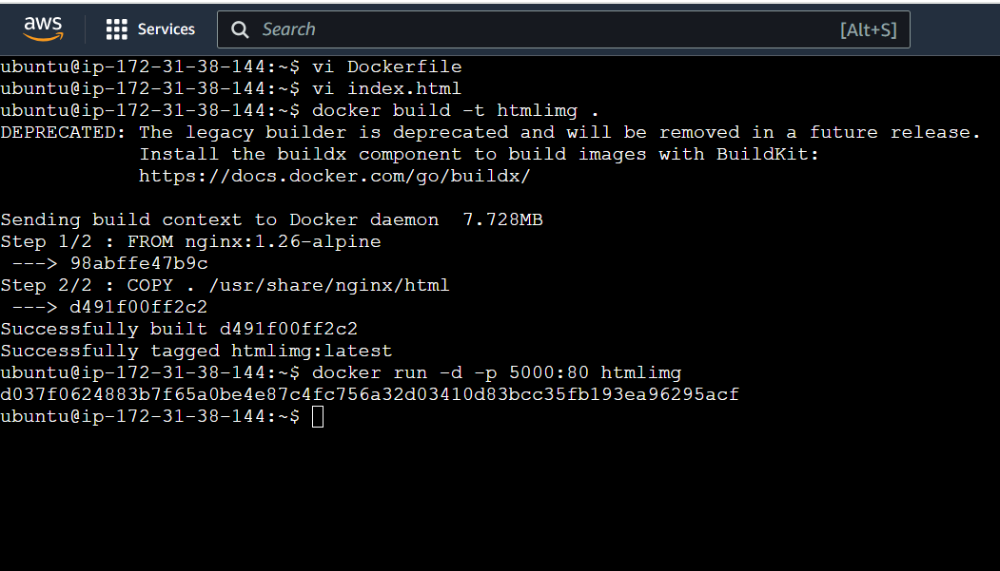 aws Services Search [Alt+S]
ubuntu@ip-172-31-38-144:~$ vi Dockerfile
ubuntu@ip-172-31-38-144:~$ vi index.html
ubuntu@ip-172-31-38-144:~$ docker build -t htmlimg .
DEPRECATED: The legacy builder is deprecated and will be removed in a future release.
            Install the buildx component to build images with BuildKit:
            https://docs.docker.com/go/buildx/

Sending build context to Docker daemon  7.728MB
Step 1/2 : FROM nginx:1.26-alpine
 ---> 98abffe47b9c
Step 2/2 : COPY . /usr/share/nginx/html
 ---> d491f00ff2c2
Successfully built d491f00ff2c2
Successfully tagged htmlimg:latest
ubuntu@ip-172-31-38-144:~$ docker run -d -p 5000:80 htmlimg
d037f0624883b7f65a0be4e87c4fc756a32d03410d83bcc35fb193ea96295acf
ubuntu@ip-172-31-38-144:~$